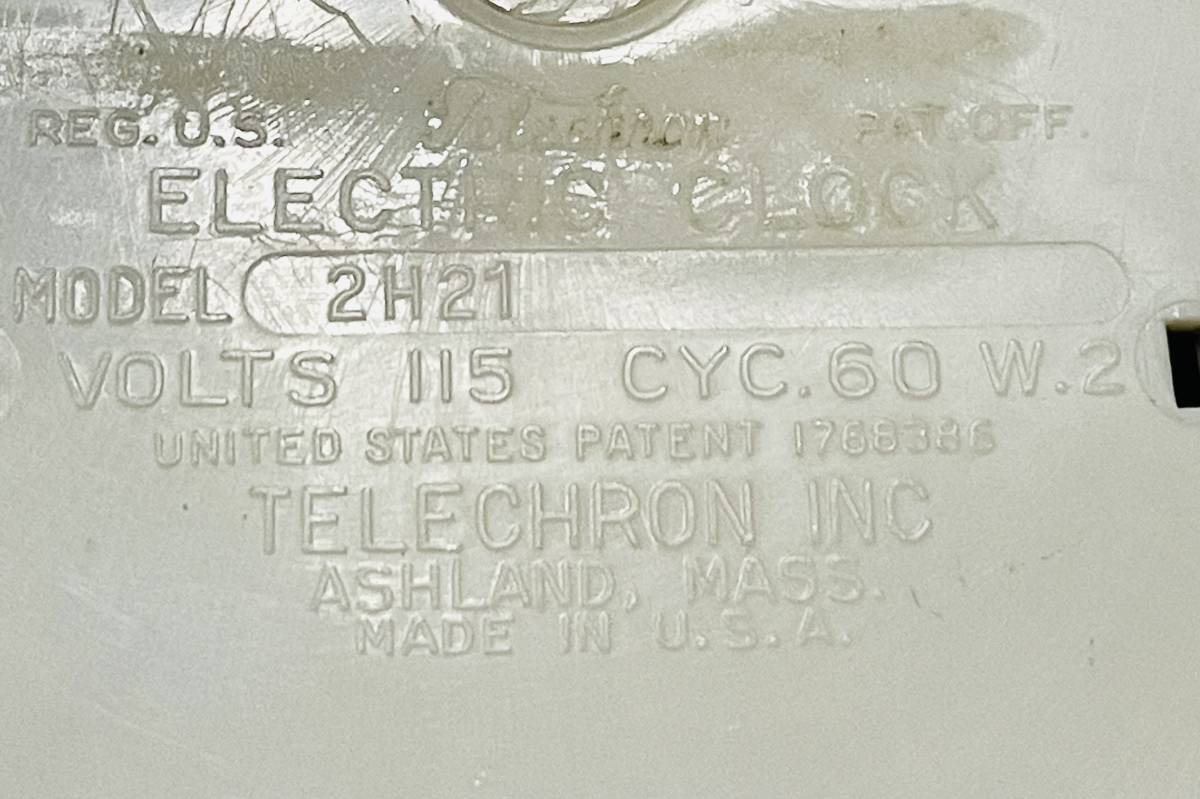 REG. U.S. Telechron PAT. OFF.
ELECTRIC CLOCK
MODEL 2H21
VOLTS 115 CYC. 60 W. 2
UNITED STATES PATENT 1768386
TELECHRON INC
ASHLAND, MASS.
MADE IN U.S.A.